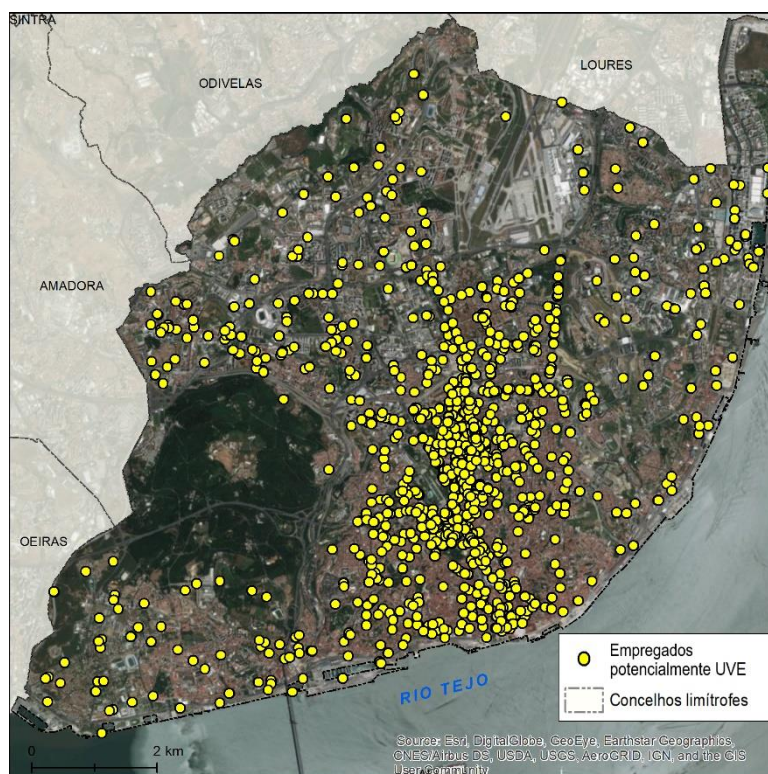 SINTRA
ODIVELAS
LOURES
AMADORA
OEIRAS
RIO TEJO
Empregados
potencialmente UVE
Concelhos limítrofes
0 2 km
Source: Esri, DigitalGlobe, GeoEye, Earthstar Geographics,
CNES/Airbus DS, USDA, USGS, AeroGRID, IGN, and the GIS
User Community